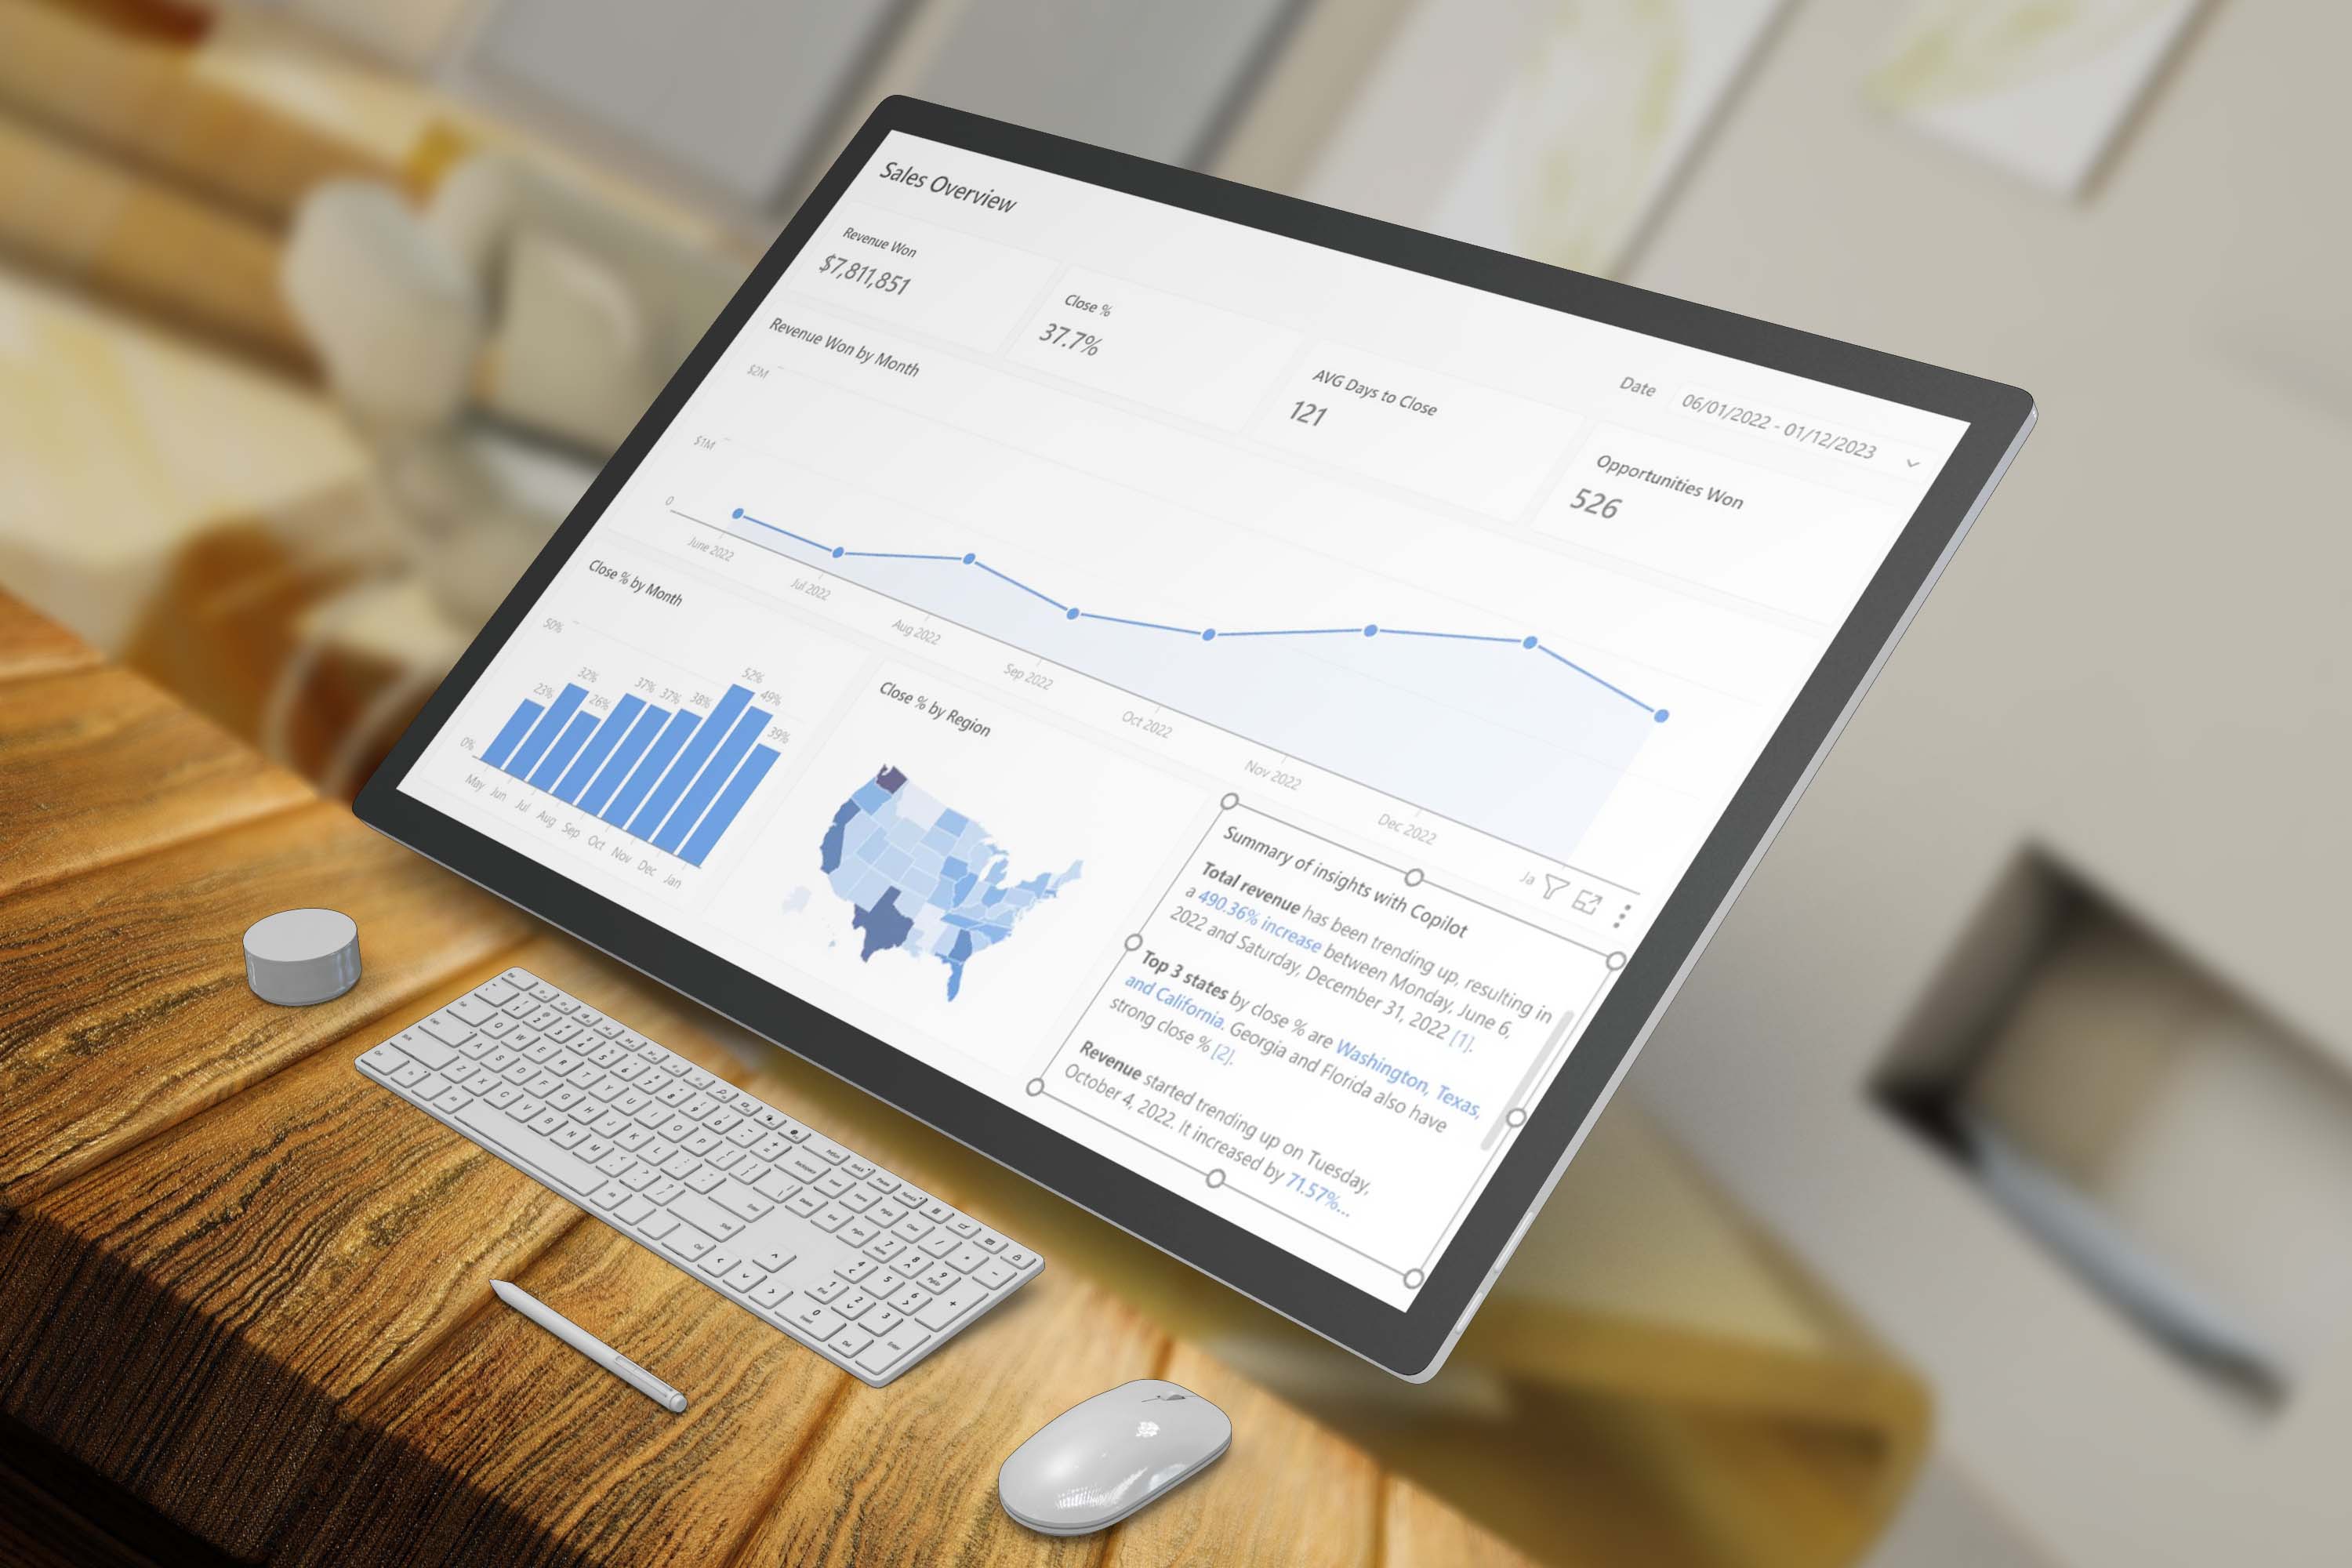 Sales Overview
Date 06/01/2022 - 01/12/2023
Revenue Won
$7,811,851
Close %
37.7%
AVG Days to Close
121
Opportunities Won
526
Revenue Won by Month
$2M
$1M
0
June 2022
Jul 2022
Aug 2022
Sep 2022
Oct 2022
Nov 2022
Dec 2022
Ja
Close % by Month
50%
0%
23%
32%
26%
37%
37%
38%
52%
49%
39%
May
Jun
Jul
Aug
Sep
Oct
Nov
Dec
Jan
Close % by Region
Summary of insights with Copilot
Total revenue has been trending up, resulting in
a 490.36% increase between Monday, June 6,
2022 and Saturday, December 31, 2022 [1].
Top 3 states by close % are Washington, Texas,
and California. Georgia and Florida also have
strong close % [2].
Revenue started trending up on Tuesday,
October 4, 2022. It increased by 71.57%...